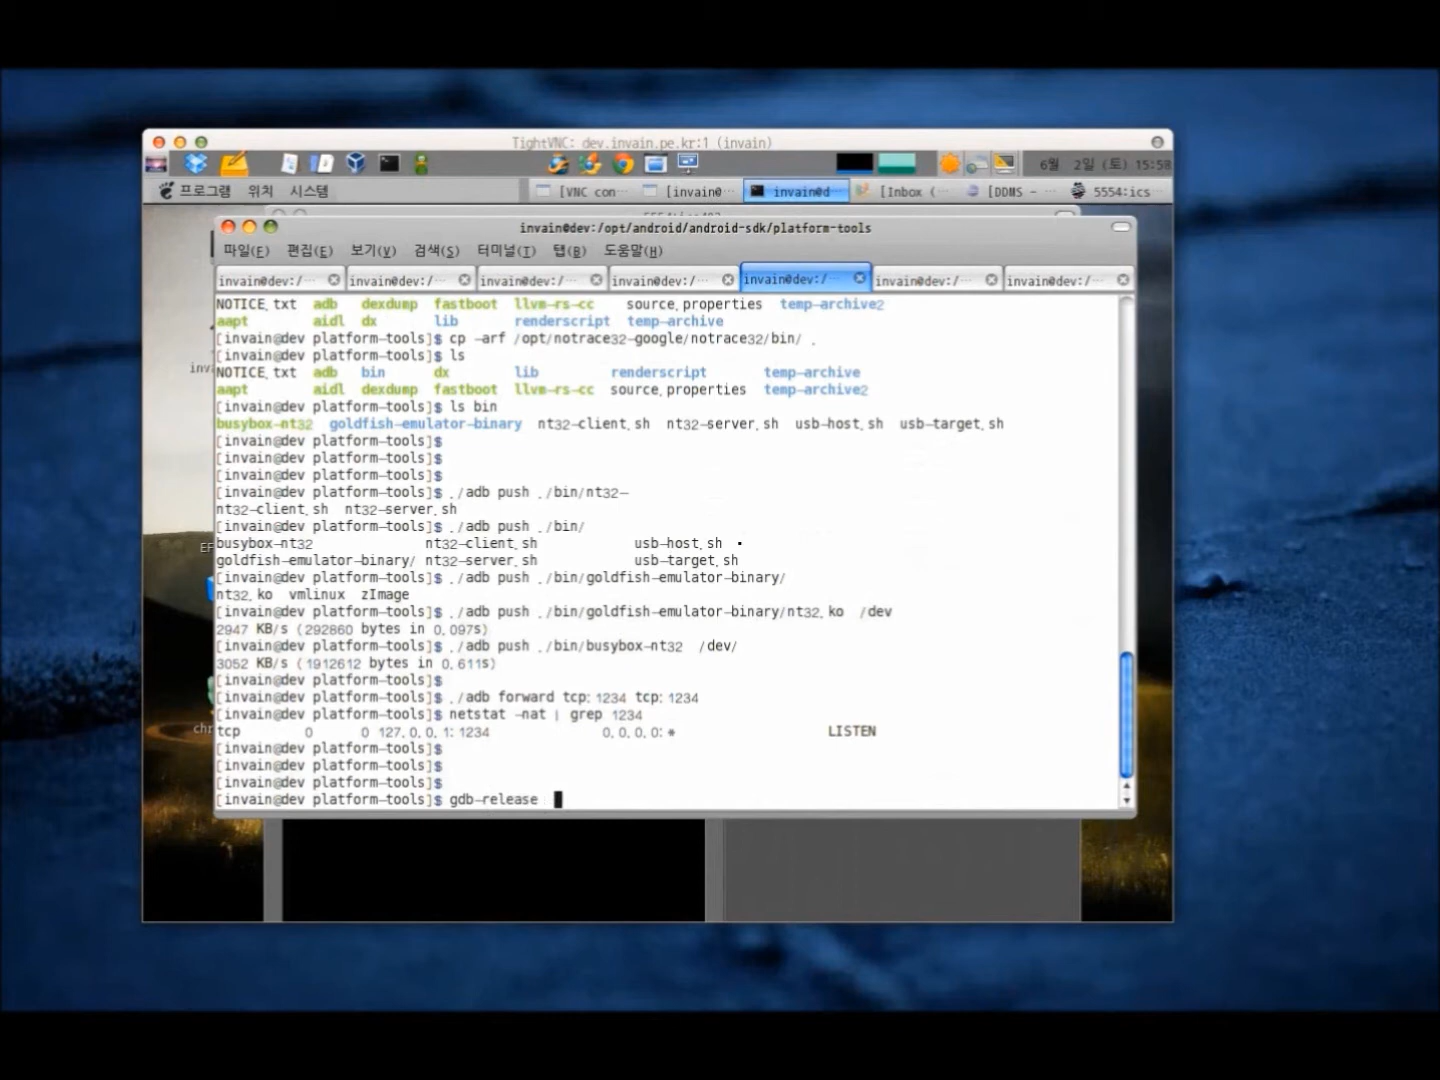 TightVNC: dev.invain.pe.kr:1 (invain)
6월 2일 (토) 15:58
프로그램 위치 시스템 [VNC con… [invain@… invain@d… [Inbox (… [DDMS - … 5554:ics
invain@dev:/opt/android/android-sdk/platform-tools
파일(F) 편집(E) 보기(V) 검색(S) 터미널(T) 탭(B) 도움말(H)
invain@dev:/… invain@dev:/… invain@dev:/… invain@dev:/… invain@dev:/… invain@dev:/… invain@dev:/…
NOTICE.txt adb dexdump fastboot llvm-rs-cc source.properties temp-archive2
aapt aidl dx lib renderscript temp-archive
[invain@dev platform-tools]$ cp -arf /opt/notrace32-google/notrace32/bin/ .
[invain@dev platform-tools]$ ls
NOTICE.txt adb bin dx lib renderscript temp-archive
aapt aidl dexdump fastboot llvm-rs-cc source.properties temp-archive2
[invain@dev platform-tools]$ ls bin
busybox-nt32 goldfish-emulator-binary nt32-client.sh nt32-server.sh usb-host.sh usb-target.sh
[invain@dev platform-tools]$
[invain@dev platform-tools]$
[invain@dev platform-tools]$
[invain@dev platform-tools]$ ./adb push ./bin/nt32-
nt32-client.sh nt32-server.sh
[invain@dev platform-tools]$ ./adb push ./bin/
busybox-nt32 nt32-client.sh usb-host.sh
goldfish-emulator-binary/ nt32-server.sh usb-target.sh
[invain@dev platform-tools]$ ./adb push ./bin/goldfish-emulator-binary/
nt32.ko vmlinux zImage
[invain@dev platform-tools]$ ./adb push ./bin/goldfish-emulator-binary/nt32.ko /dev
2947 KB/s (292860 bytes in 0.097s)
[invain@dev platform-tools]$ ./adb push ./bin/busybox-nt32 /dev/
3052 KB/s (1912612 bytes in 0.611s)
[invain@dev platform-tools]$
[invain@dev platform-tools]$ ./adb forward tcp:1234 tcp:1234
[invain@dev platform-tools]$ netstat -nat | grep 1234
tcp 0 0 127.0.0.1:1234 0.0.0.0:* LISTEN
[invain@dev platform-tools]$
[invain@dev platform-tools]$
[invain@dev platform-tools]$
[invain@dev platform-tools]$ gdb-release